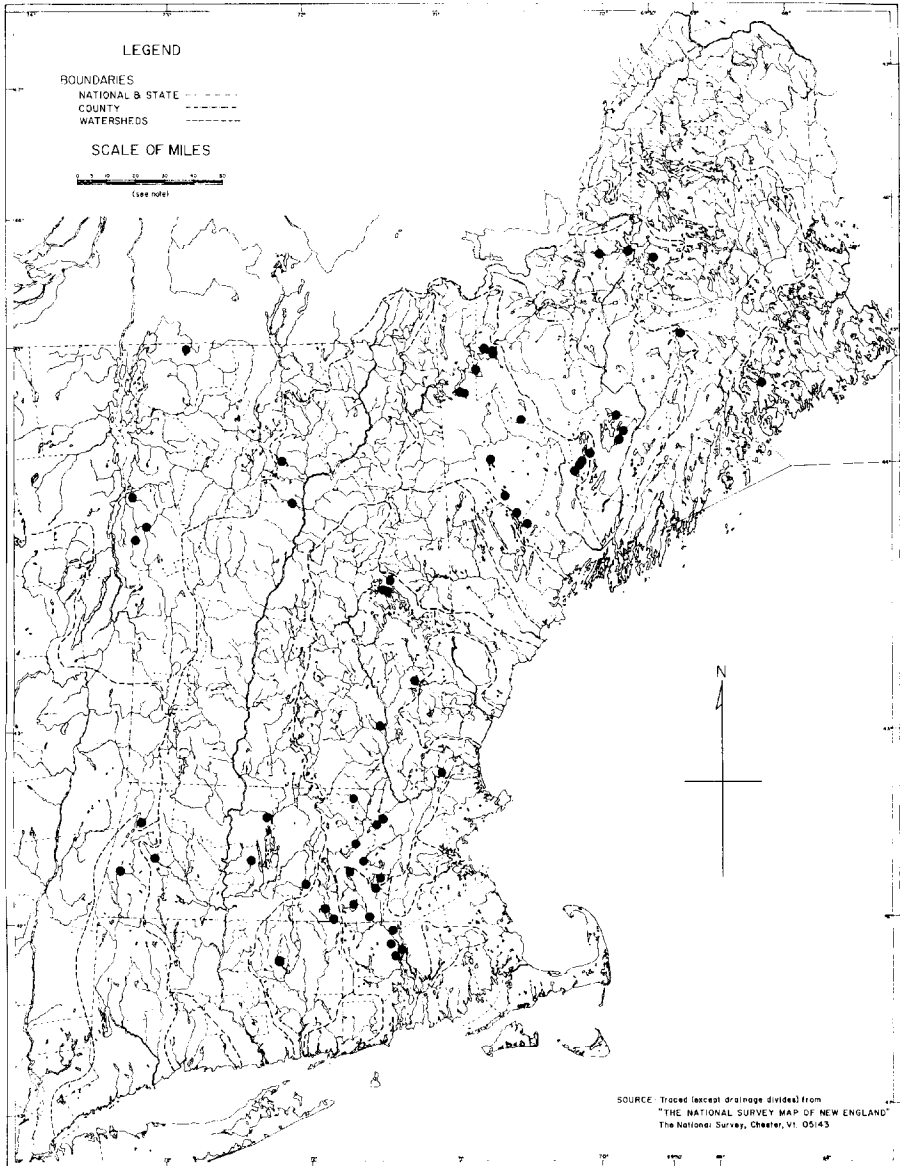 LEGEND
BOUNDARIES
NATIONAL & STATE
COUNTY
WATERSHEDS
SCALE OF MILES
(see note)
N
SOURCE: Traced (except drainage divides) from
"THE NATIONAL SURVEY MAP OF NEW ENGLAND"
The National Survey, Chester, Vt. 05143